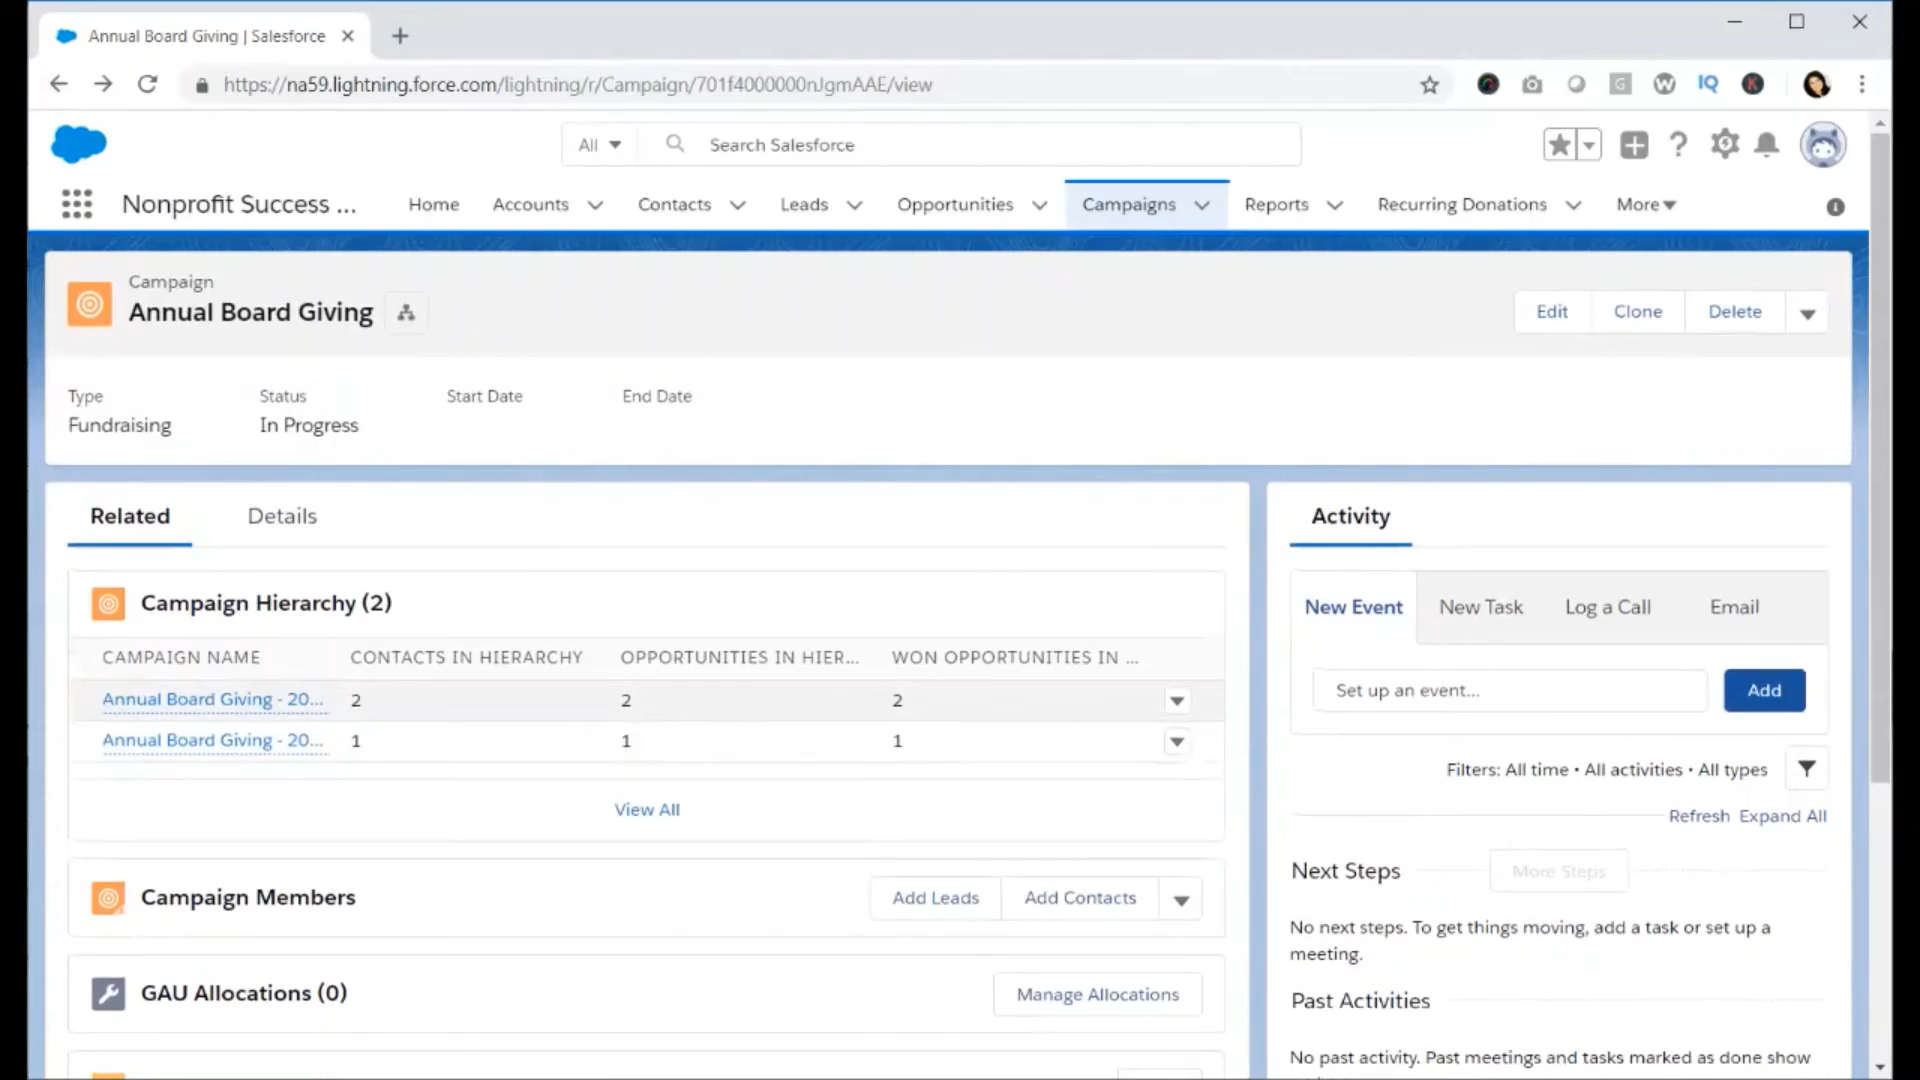 Annual Board Giving | Salesforce
https://na59.lightning.force.com/lightning/r/Campaign/701f4000000nJgmAAE/view
G W IQ K
All Search Salesforce
Nonprofit Success ... Home Accounts Contacts Leads Opportunities Campaigns Reports Recurring Donations More
Campaign
Annual Board Giving
Edit Clone Delete
Type Status Start Date End Date
Fundraising In Progress
Related Details
Activity
Campaign Hierarchy (2)
CAMPAIGN NAME CONTACTS IN HIERARCHY OPPORTUNITIES IN HIER... WON OPPORTUNITIES IN ...
Annual Board Giving - 20... 2 2 2
Annual Board Giving - 20... 1 1 1
View All
Campaign Members Add Leads Add Contacts
GAU Allocations (0) Manage Allocations
New Event New Task Log a Call Email
Set up an event... Add
Filters: All time • All activities • All types
Refresh Expand All
Next Steps More Steps
No next steps. To get things moving, add a task or set up a
meeting.
Past Activities
No past activity. Past meetings and tasks marked as done show